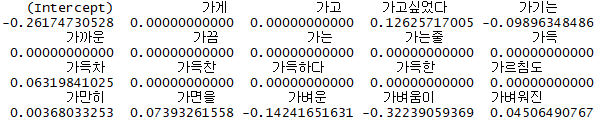 (Intercept) 가게 가고 가고싶었다 가기는
-0.26174730528 0.00000000000 0.00000000000 0.12625717005 -0.09896348486
가까운 가끔 가는 가는줄 가득
0.00000000000 0.00000000000 0.00000000000 0.00000000000 0.00000000000
가득차 가득찬 가득하다 가득한 가르침도
0.06319841025 0.00000000000 0.00000000000 0.00000000000 0.00000000000
가만히 가면을 가벼운 가벼움이 가벼워진
0.00368033253 0.07393261558 -0.14241651631 -0.32239059369 0.04506490767